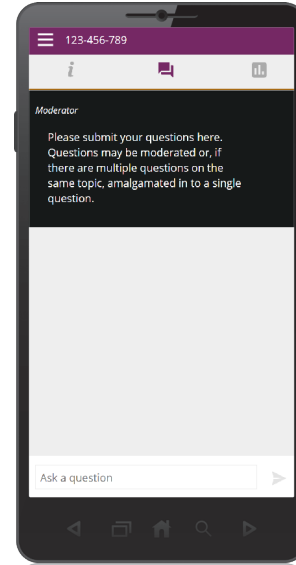 123-456-789
i
Moderator
Please submit your questions here.
Questions may be moderated or, if
there are multiple questions on the
same topic, amalgamated in to a single
question.
Ask a question